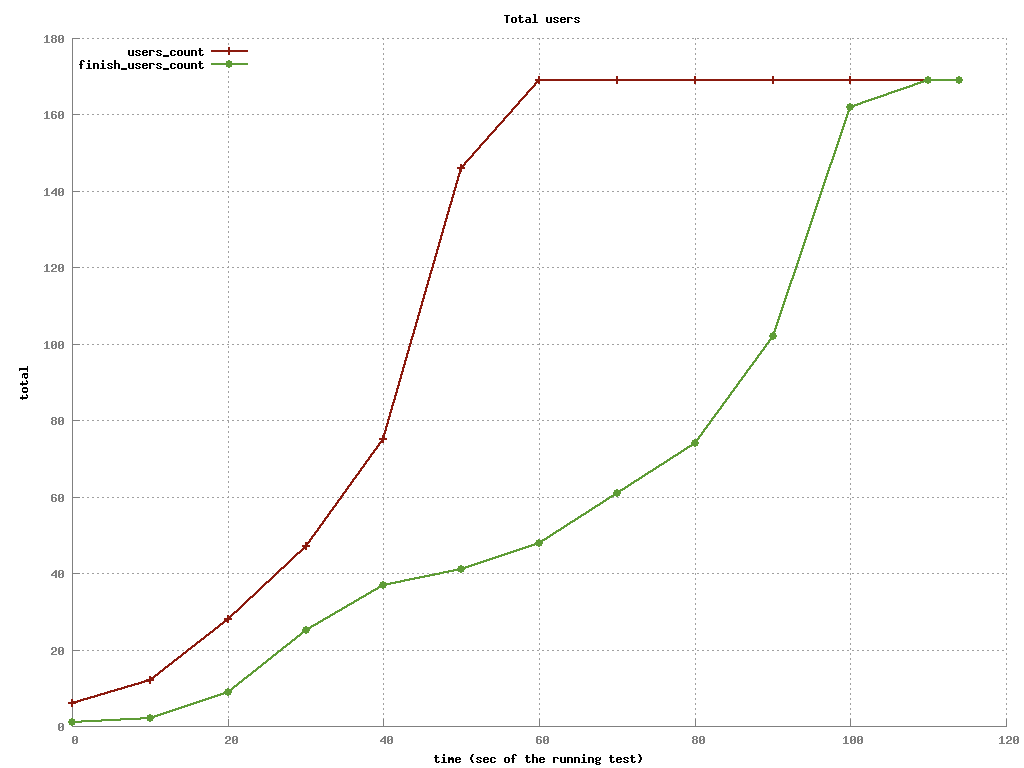 Total users
users_count
finish_users_count
180
160
140
120
100
80
60
40
20
0
total
0 20 40 60 80 100 120
time (sec of the running test)